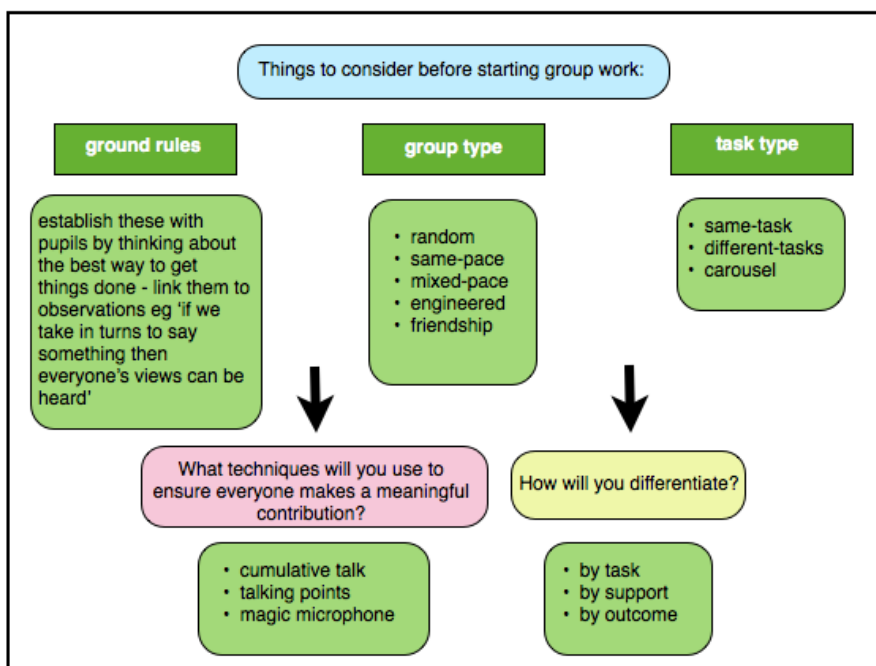 Things to consider before starting group work:
ground rules
group type
task type
establish these with
pupils by thinking about
the best way to get
things done - link them to
observations eg ‘if we
take in turns to say
something then
everyone’s views can be
heard’
• random
• same-pace
• mixed-pace
• engineered
• friendship
• same-task
• different-tasks
• carousel
What techniques will you use to
ensure everyone makes a meaningful
contribution?
How will you differentiate?
• cumulative talk
• talking points
• magic microphone
• by task
• by support
• by outcome